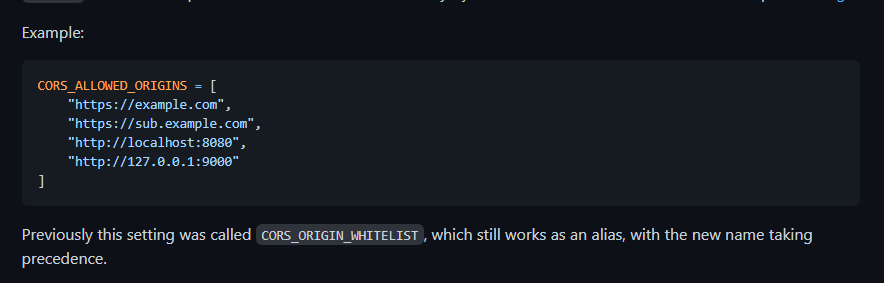 Example:
CORS_ALLOWED_ORIGINS = [
    "https://example.com",
    "https://sub.example.com",
    "http://localhost:8080",
    "http://127.0.0.1:9000"
]
Previously this setting was called CORS_ORIGIN_WHITELIST, which still works as an alias, with the new name taking
precedence.